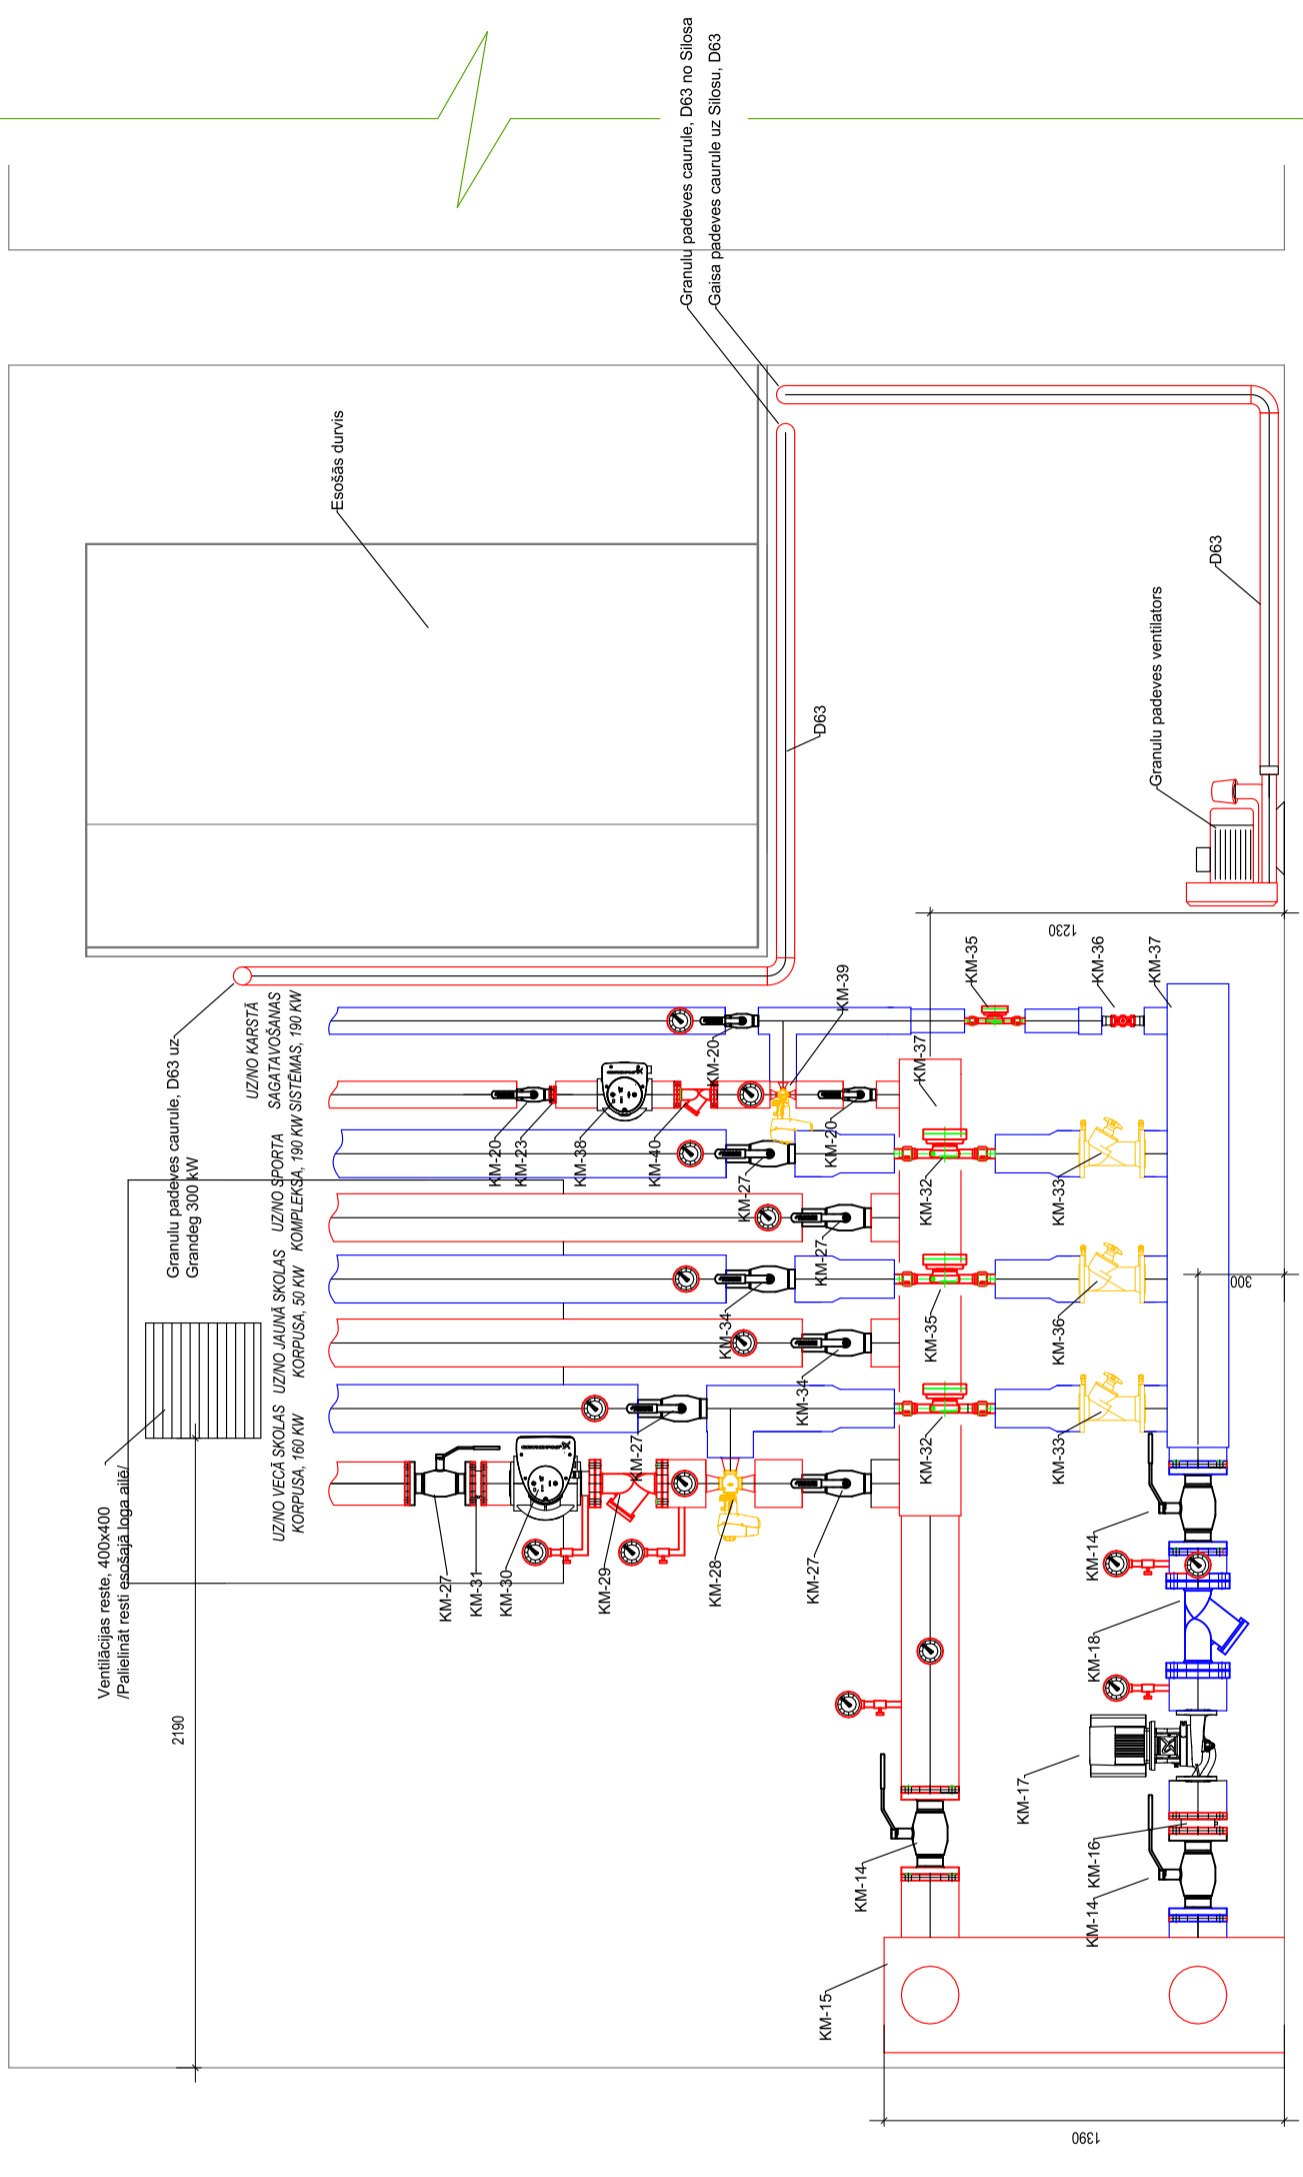 Ventilācijas reste, 400x400
/Palielināt resti esošajā loga ailē/
2190
Granulu padeves caurule, D63 uz
Grandeg 300 kW
UZ/NO VECĀ SKOLAS
KORPUSA, 160 KW
UZ/NO JAUNĀ SKOLAS
KORPUSA, 50 KW
UZ/NO SPORTA
KOMPLEKSA, 190 KW
UZ/NO KARSTĀ
SAGATAVOŠANAS
SISTĒMAS, 190 KW
Esošās durvis
Granulu padeves caurule, D63 no Silosa
Gaisa padeves caurule uz Silosu, D63
KM-27
KM-31
KM-30
KM-20
KM-23
KM-38
KM-29
KM-27
KM-40
KM-28
KM-34
KM-27
KM-20
KM-27
KM-34
KM-27
KM-20
KM-39
D63
KM-15
KM-14
KM-32
KM-35
KM-32
KM-37
KM-35
KM-17
KM-33
KM-36
KM-33
1230
KM-14
KM-16
KM-18
KM-14
KM-36
KM-37
Granulu padeves ventilators
D63
300
1390